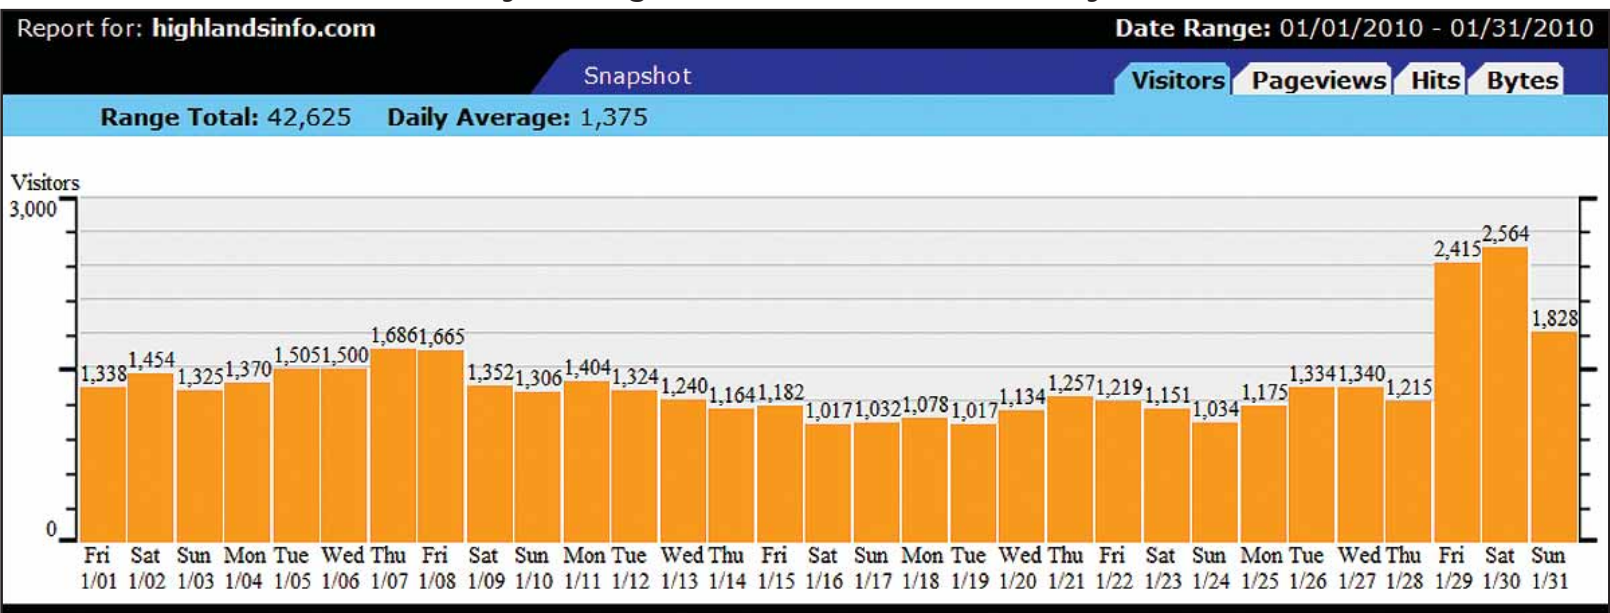 Report for: highlandsinfo.com Date Range: 01/01/2010 - 01/31/2010
Snapshot Visitors Pageviews Hits Bytes
Range Total: 42,625 Daily Average: 1,375
Visitors
3,000
1,338 1,454 1,325 1,370 1,505 1,500 1,686 1,665 1,352 1,306 1,404 1,324 1,240 1,164 1,182 1,017 1,032 1,078 1,017 1,134 1,257 1,219 1,151 1,034 1,175 1,334 1,340 1,215 2,415 2,564 1,828
0
Fri Sat Sun Mon Tue Wed Thu Fri Sat Sun Mon Tue Wed Thu Fri Sat Sun Mon Tue Wed Thu Fri Sat Sun Mon Tue Wed Thu Fri Sat Sun
1/01 1/02 1/03 1/04 1/05 1/06 1/07 1/08 1/09 1/10 1/11 1/12 1/13 1/14 1/15 1/16 1/17 1/18 1/19 1/20 1/21 1/22 1/23 1/24 1/25 1/26 1/27 1/28 1/29 1/30 1/31